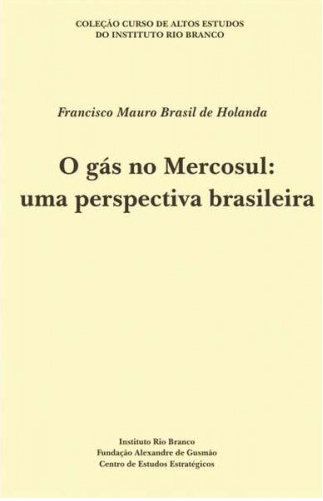 COLEÇÃO CURSO DE ALTOS ESTUDOS
DO INSTITUTO RIO BRANCO
Francisco Mauro Brasil de Holanda
O gás no Mercosul:
uma perspectiva brasileira
Instituto Rio Branco
Fundação Alexandre de Gusmão
Centro de Estudos Estratégicos